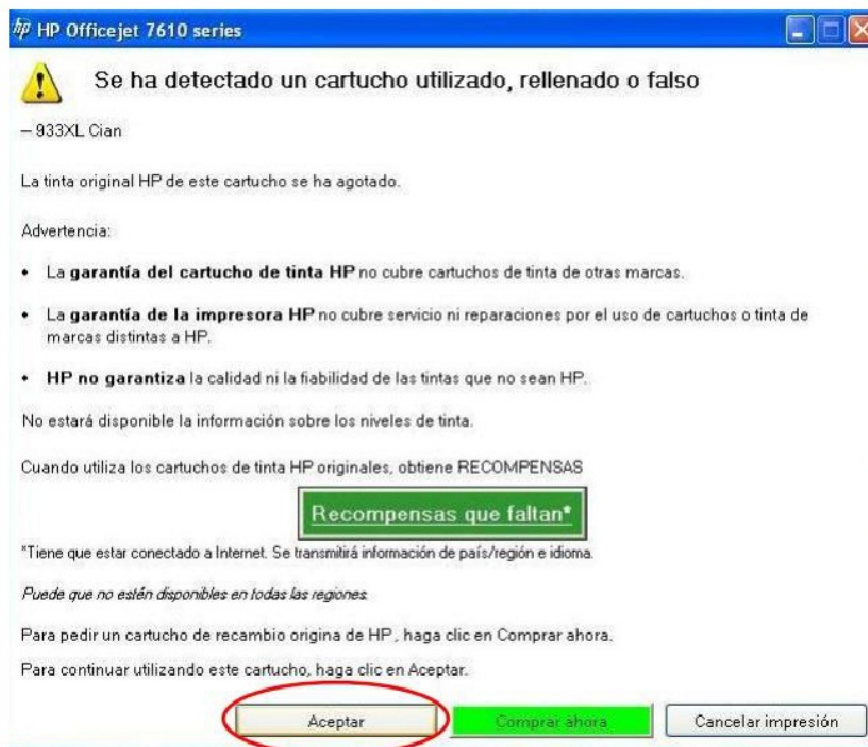 hp HP Officejet 7610 series
Se ha detectado un cartucho utilizado, rellenado o falso
– 933XL Cian
La tinta original HP de este cartucho se ha agotado.
Advertencia:
• La garantía del cartucho de tinta HP no cubre cartuchos de tinta de otras marcas.
• La garantía de la impresora HP no cubre servicio ni reparaciones por el uso de cartuchos o tinta de
marcas distintas a HP.
• HP no garantiza la calidad ni la fiabilidad de las tintas que no sean HP.
No estará disponible la información sobre los niveles de tinta.
Cuando utiliza los cartuchos de tinta HP originales, obtiene RECOMPENSAS
Recompensas que faltan*
*Tiene que estar conectado a Internet. Se transmitirá información de país/región e idioma.
Puede que no estén disponibles en todas las regiones.
Para pedir un cartucho de recambio origina de HP , haga clic en Comprar ahora.
Para continuar utilizando este cartucho, haga clic en Aceptar.
Aceptar Comprar ahora Cancelar impresión